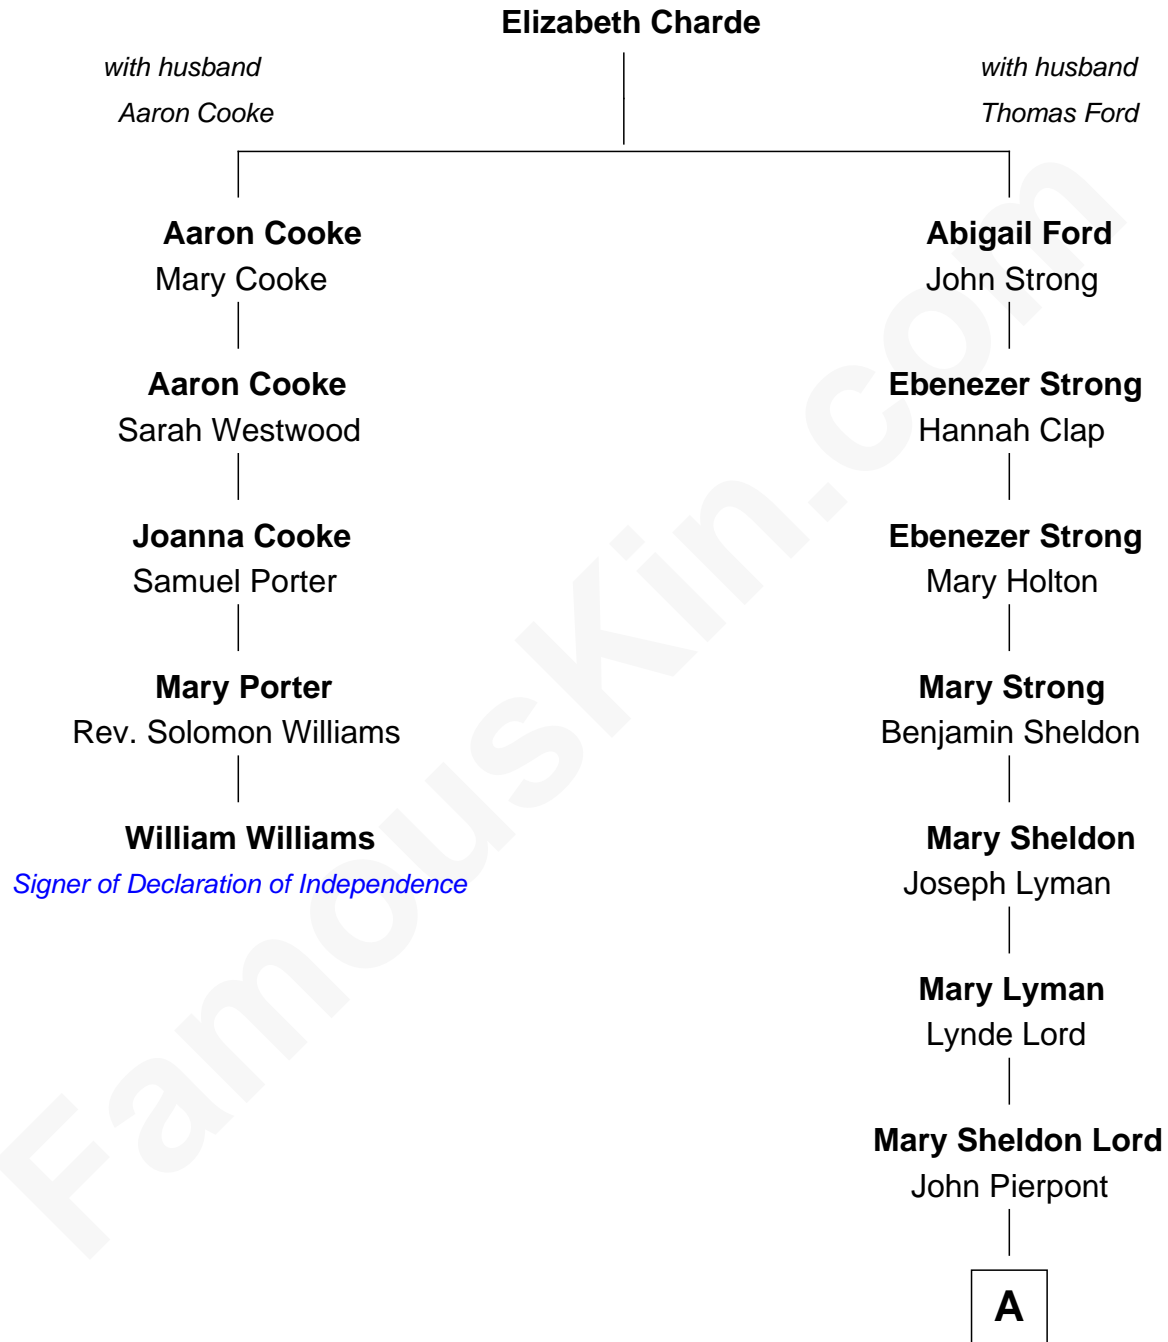 Elizabeth Charde
with husband
Aaron Cooke
with husband
Thomas Ford
Aaron Cooke
Mary Cooke
Abigail Ford
John Strong
Aaron Cooke
Sarah Westwood
Ebenezer Strong
Hannah Clap
Joanna Cooke
Samuel Porter
Ebenezer Strong
Mary Holton
Mary Porter
Rev. Solomon Williams
Mary Strong
Benjamin Sheldon
William Williams
Signer of Declaration of Independence
Mary Sheldon
Joseph Lyman
Mary Lyman
Lynde Lord
Mary Sheldon Lord
John Pierpont
A
FamousKin.com